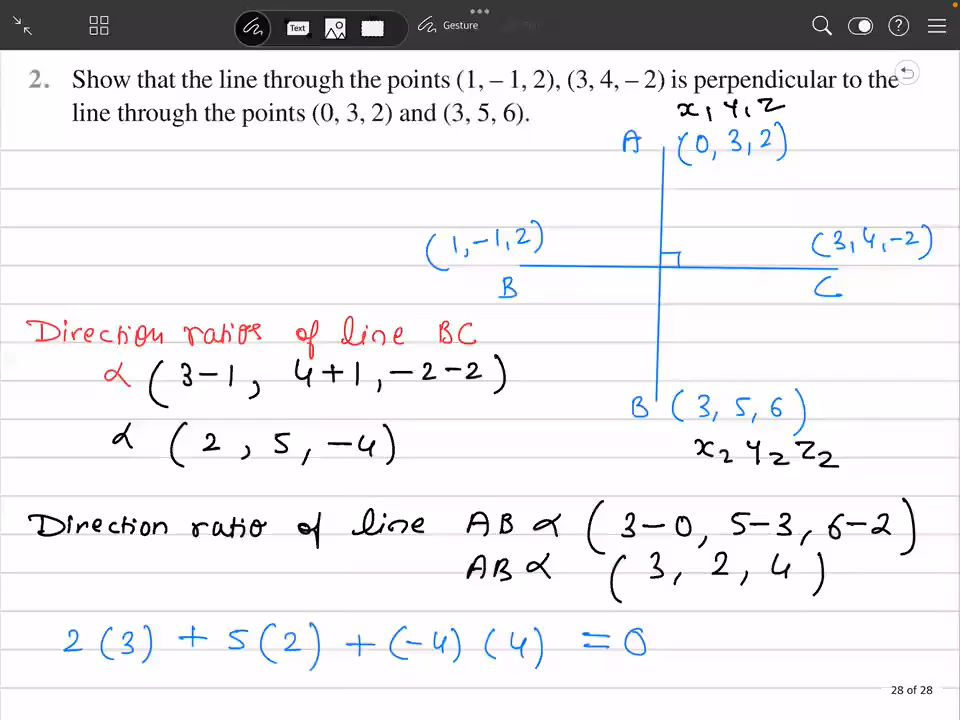 Text
Gesture
2. Show that the line through the points (1, – 1, 2), (3, 4, – 2) is perpendicular to the
line through the points (0, 3, 2) and (3, 5, 6).
x, y, z
A (0, 3, 2)
(1, -1, 2)
(3, 4, -2)
B
C
Direction ratios of line BC
∝ (3-1, 4+1, -2-2)
B (3, 5, 6)
∝ (2, 5, -4)
x2 y2 z2
Direction ratio of line AB ∝ (3-0, 5-3, 6-2)
AB ∝ (3, 2, 4)
2(3) + 5(2) + (-4)(4) = 0
28 of 28